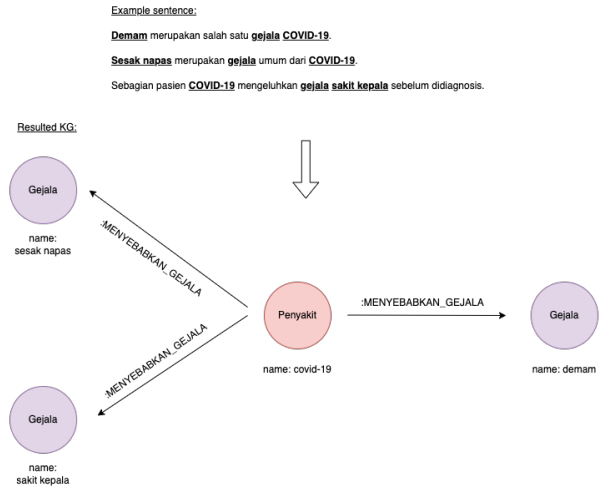 Example sentence:
Demam merupakan salah satu gejala COVID-19.
Sesak napas merupakan gejala umum dari COVID-19.
Sebagian pasien COVID-19 mengeluhkan gejala sakit kepala sebelum didiagnosis.
Resulted KG:
Gejala
name:
sesak napas
:MENYEBABKAN_GEJALA
Penyakit
name: covid-19
:MENYEBABKAN_GEJALA
Gejala
name: demam
:MENYEBABKAN_GEJALA
Gejala
name:
sakit kepala